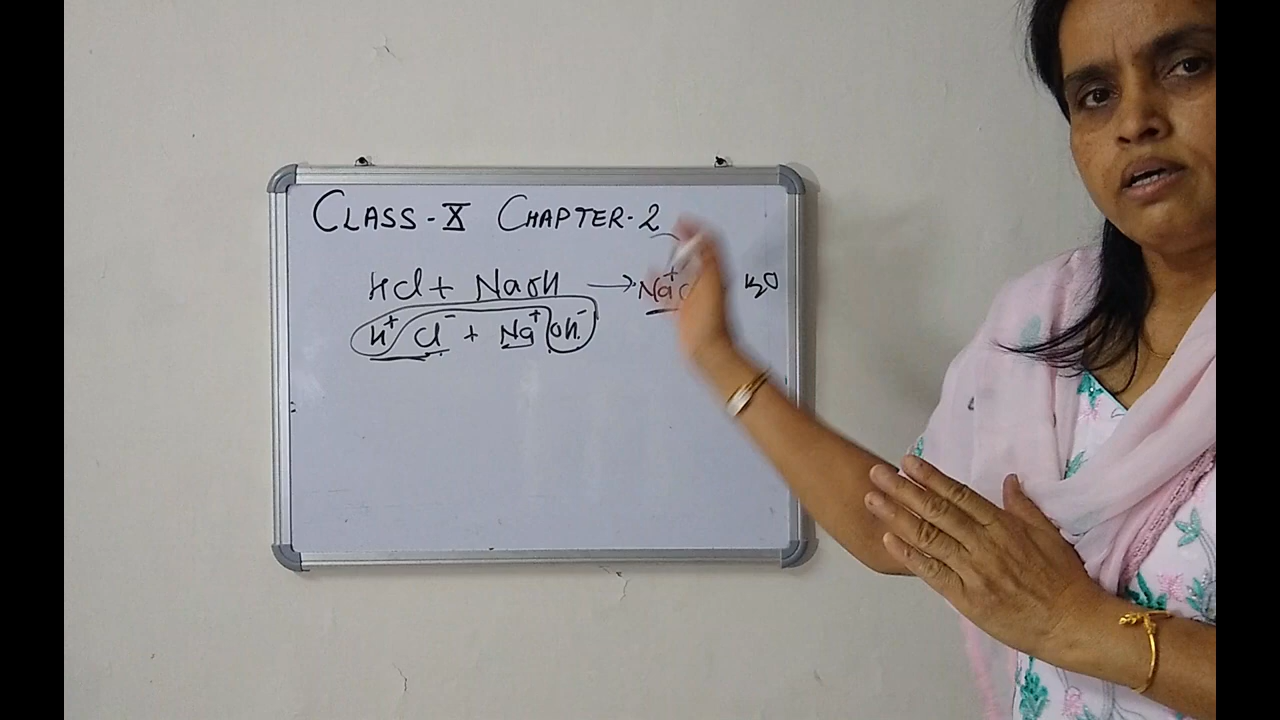 CLASS-X CHAPTER-2
HCl + NaOH → Na⁺ H₂O
H⁺ Cl⁻ + Na⁺ OH⁻